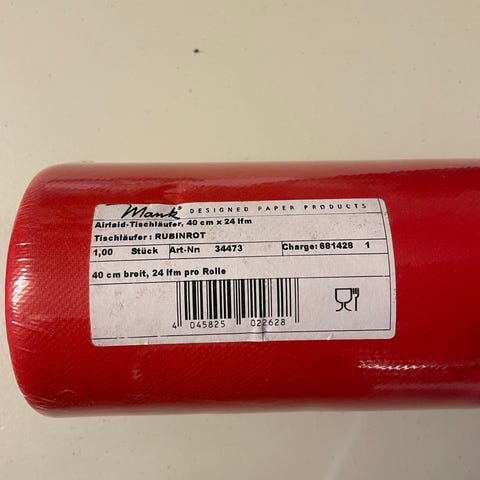 Mank DESIGNED PAPER PRODUCTS
Airlaid-Tischläufer, 40 cm x 24 lfm
Tischläufer: RUBINROT
1,00 Stück Art-Nr: 34473 Charge: 681428 1
40 cm breit, 24 lfm pro Rolle
4 045825 022628